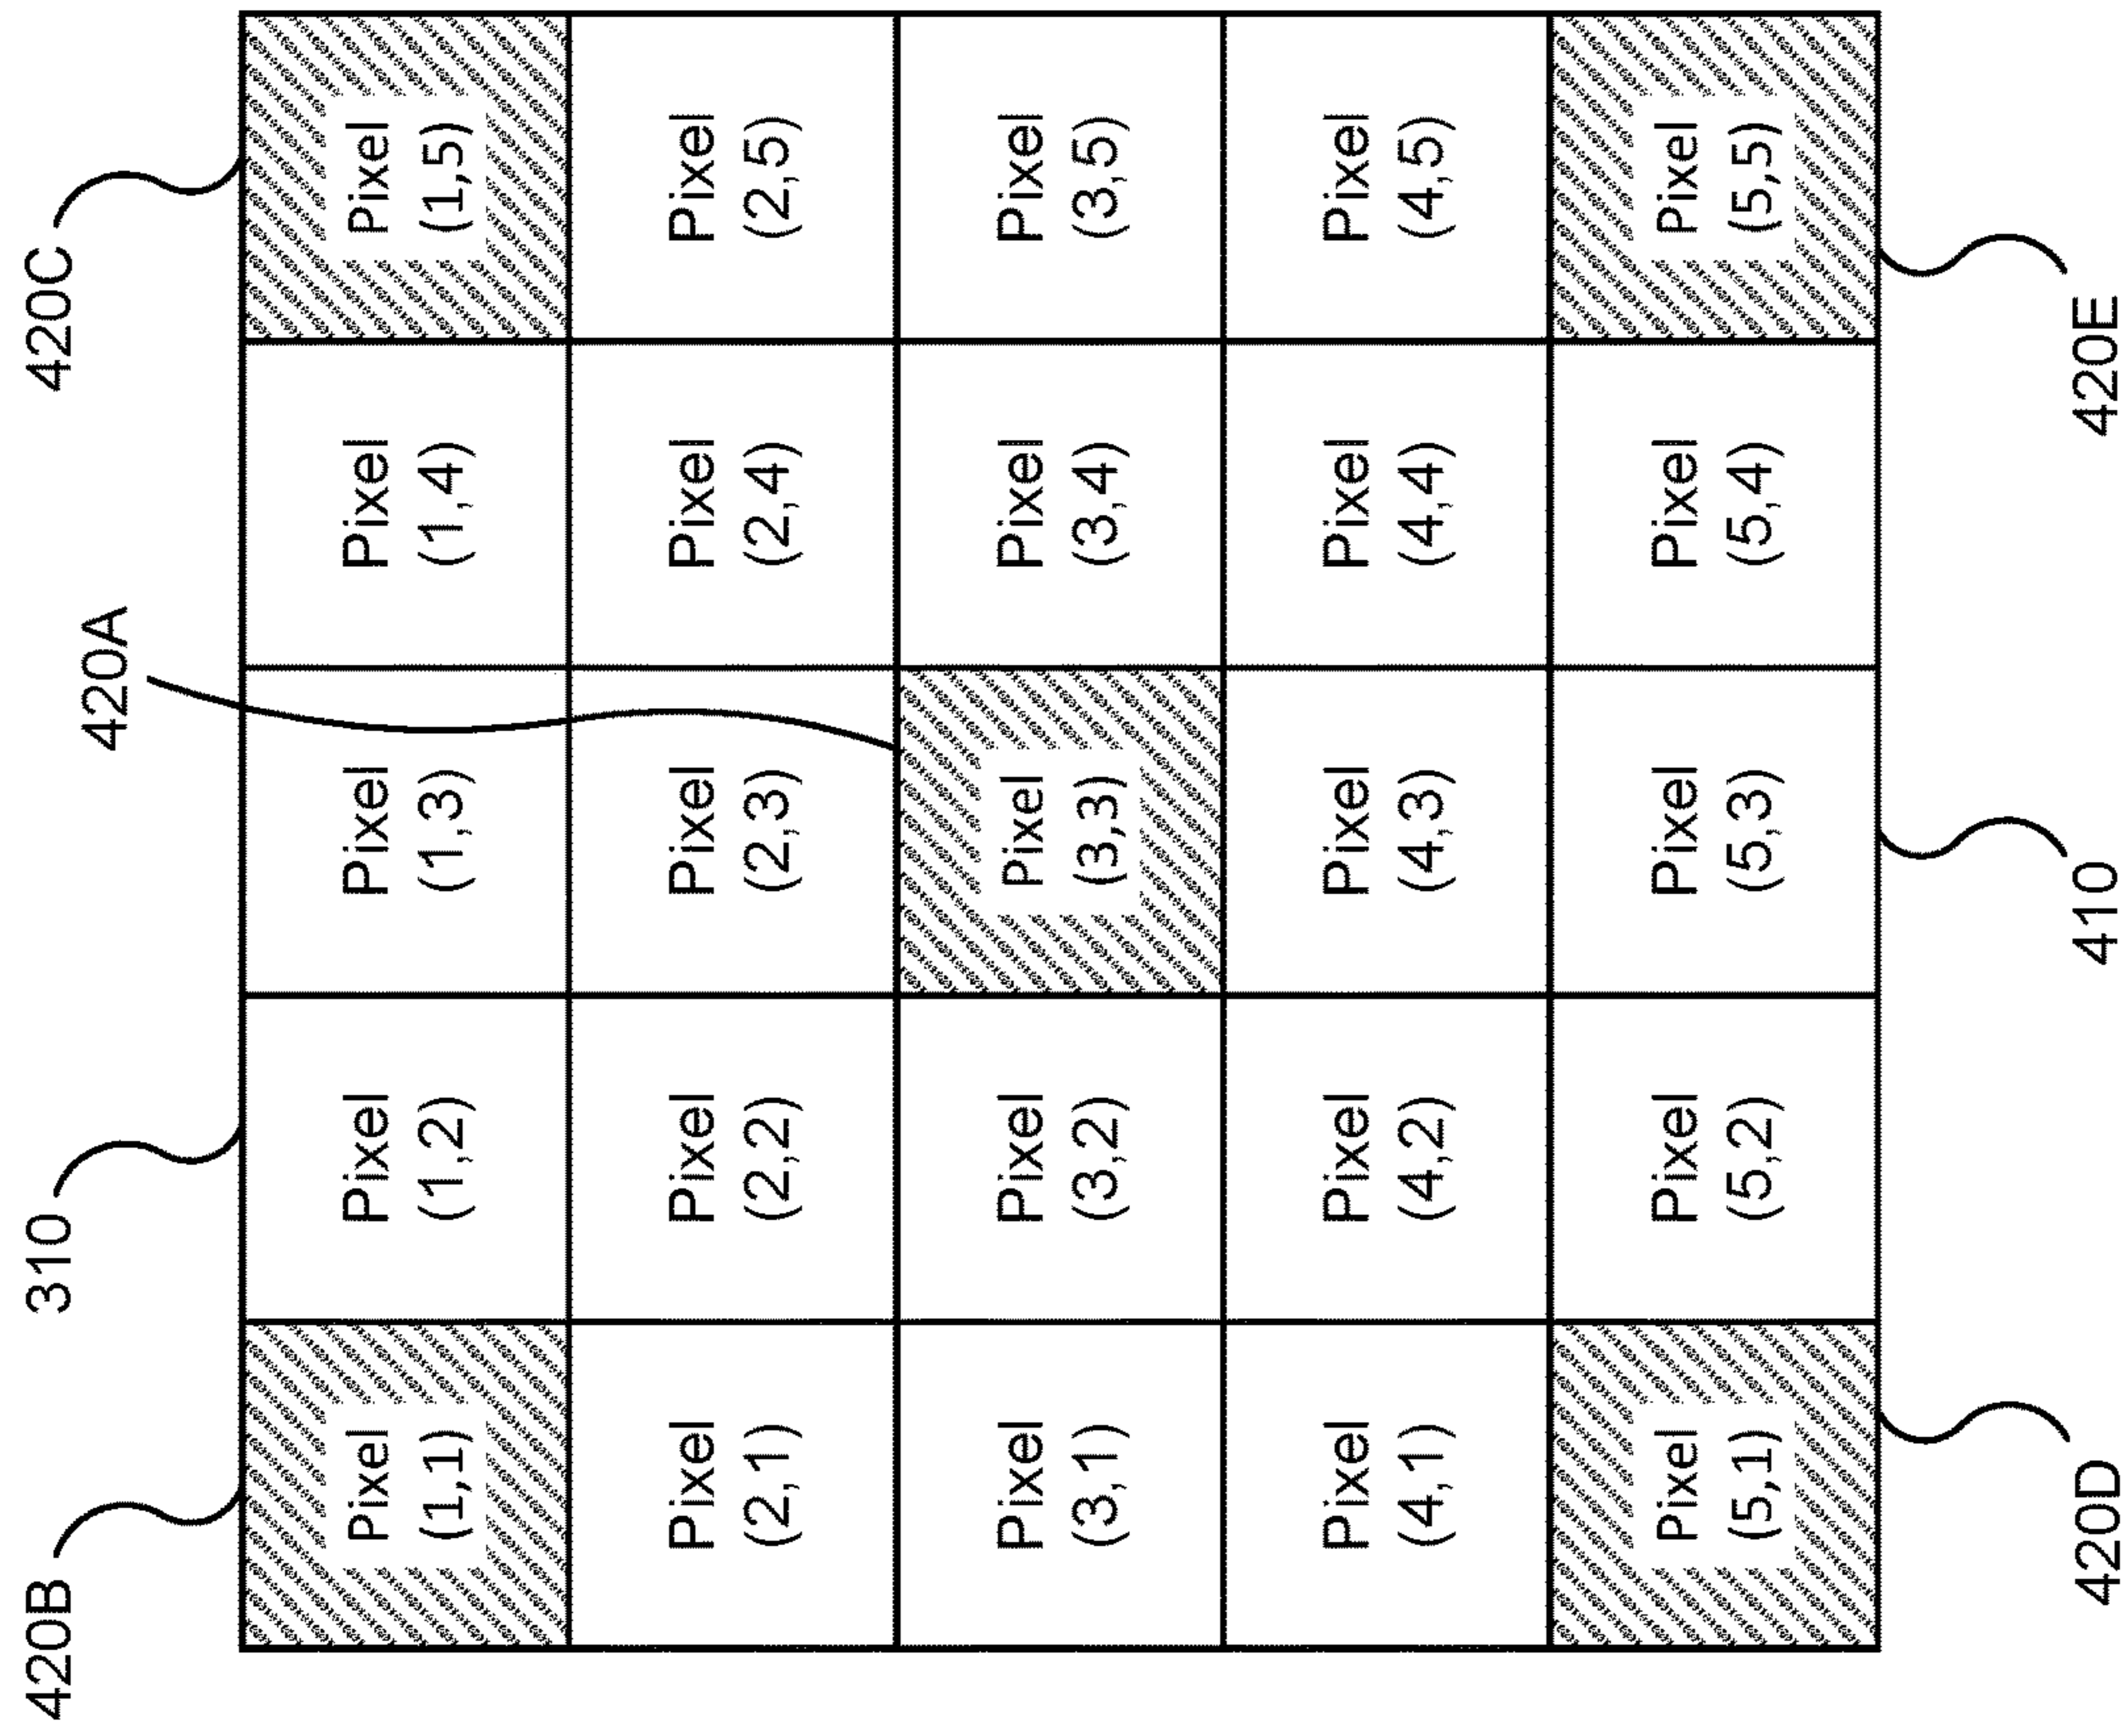 420B
310
420A
420C
Pixel
(1,1)
Pixel
(1,2)
Pixel
(1,3)
Pixel
(1,4)
Pixel
(1,5)
Pixel
(2,1)
Pixel
(2,2)
Pixel
(2,3)
Pixel
(2,4)
Pixel
(2,5)
Pixel
(3,1)
Pixel
(3,2)
Pixel
(3,3)
Pixel
(3,4)
Pixel
(3,5)
Pixel
(4,1)
Pixel
(4,2)
Pixel
(4,3)
Pixel
(4,4)
Pixel
(4,5)
Pixel
(5,1)
Pixel
(5,2)
Pixel
(5,3)
Pixel
(5,4)
Pixel
(5,5)
420D
410
420E